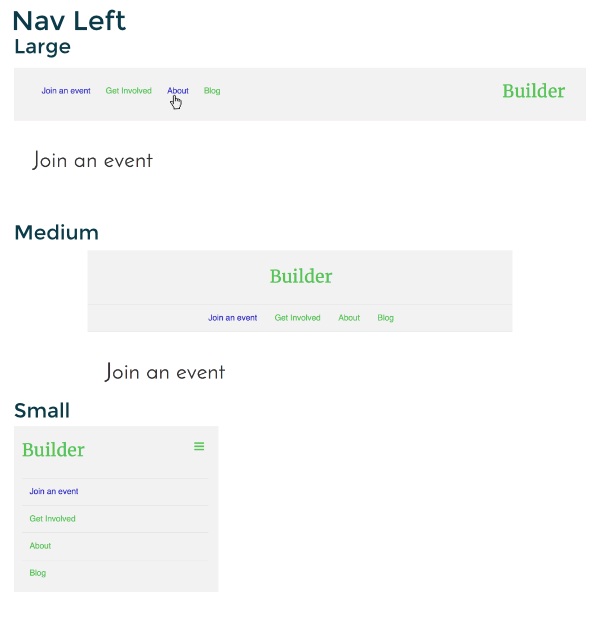 Nav Left
Large
Join an event Get Involved About Blog Builder
Join an event
Medium
Builder
Join an event Get Involved About Blog
Join an event
Small
Builder
Join an event
Get Involved
About
Blog